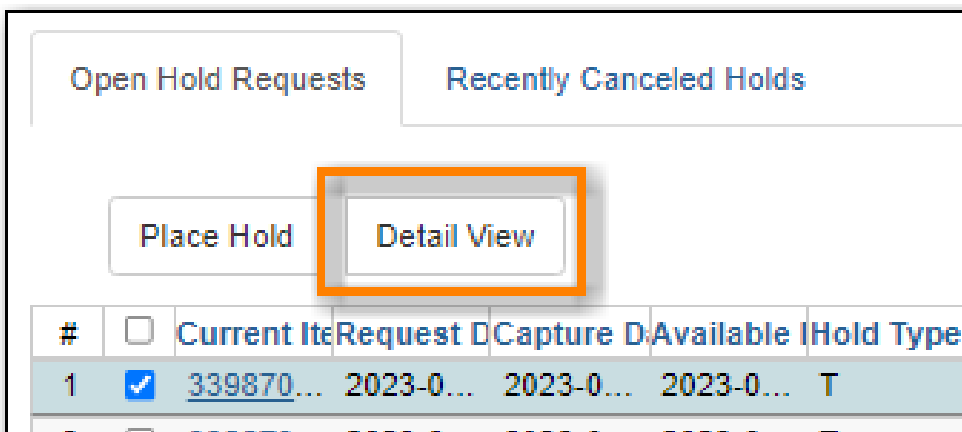 Open Hold Requests Recently Canceled Holds
Place Hold Detail View
# Current Ite Request D Capture D Available Hold Type
1 339870... 2023-0... 2023-0... 2023-0... T